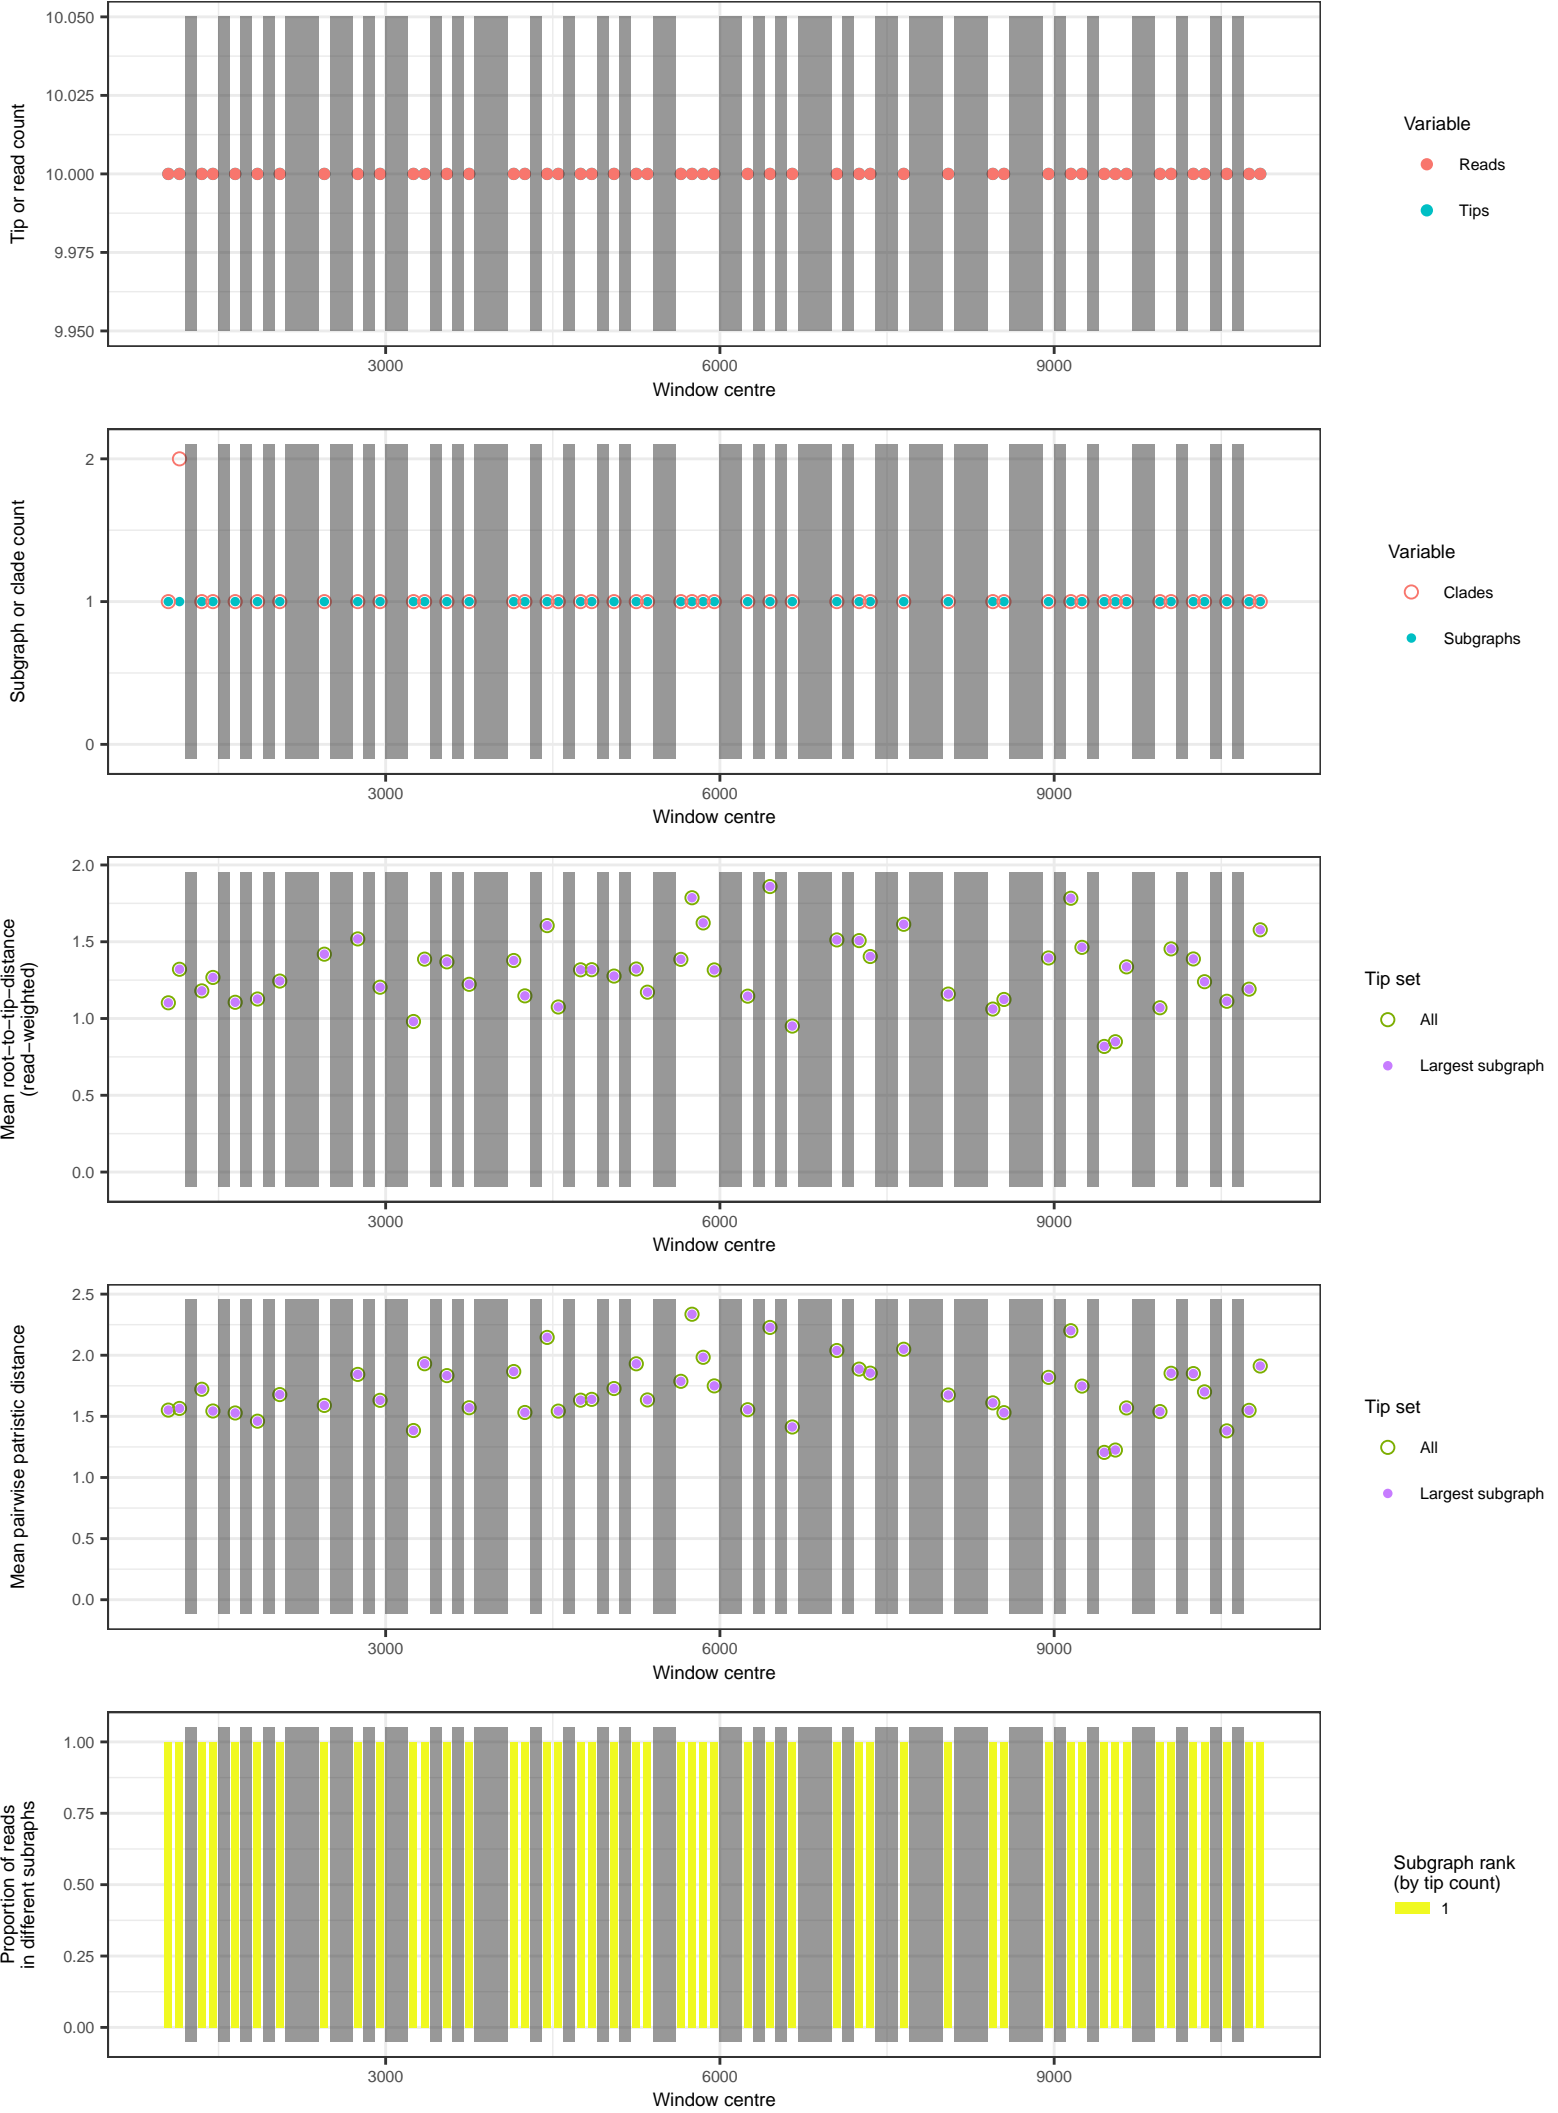 10.050
10.025
10.000
9.975
9.950
Tip or read count
3000
6000
9000
Window centre
Variable
Reads
Tips
2
1
0
Subgraph or clade count
3000
6000
9000
Window centre
Variable
Clades
Subgraphs
2.0
1.5
1.0
0.5
0.0
Mean root−to−tip−distance
(read−weighted)
3000
6000
9000
Window centre
Tip set
All
Largest subgraph
2.5
2.0
1.5
1.0
0.5
0.0
Mean pairwise patristic distance
3000
6000
9000
Window centre
Tip set
All
Largest subgraph
1.00
0.75
0.50
0.25
0.00
Proportion of reads
in different subraphs
3000
6000
9000
Window centre
Subgraph rank
(by tip count)
1